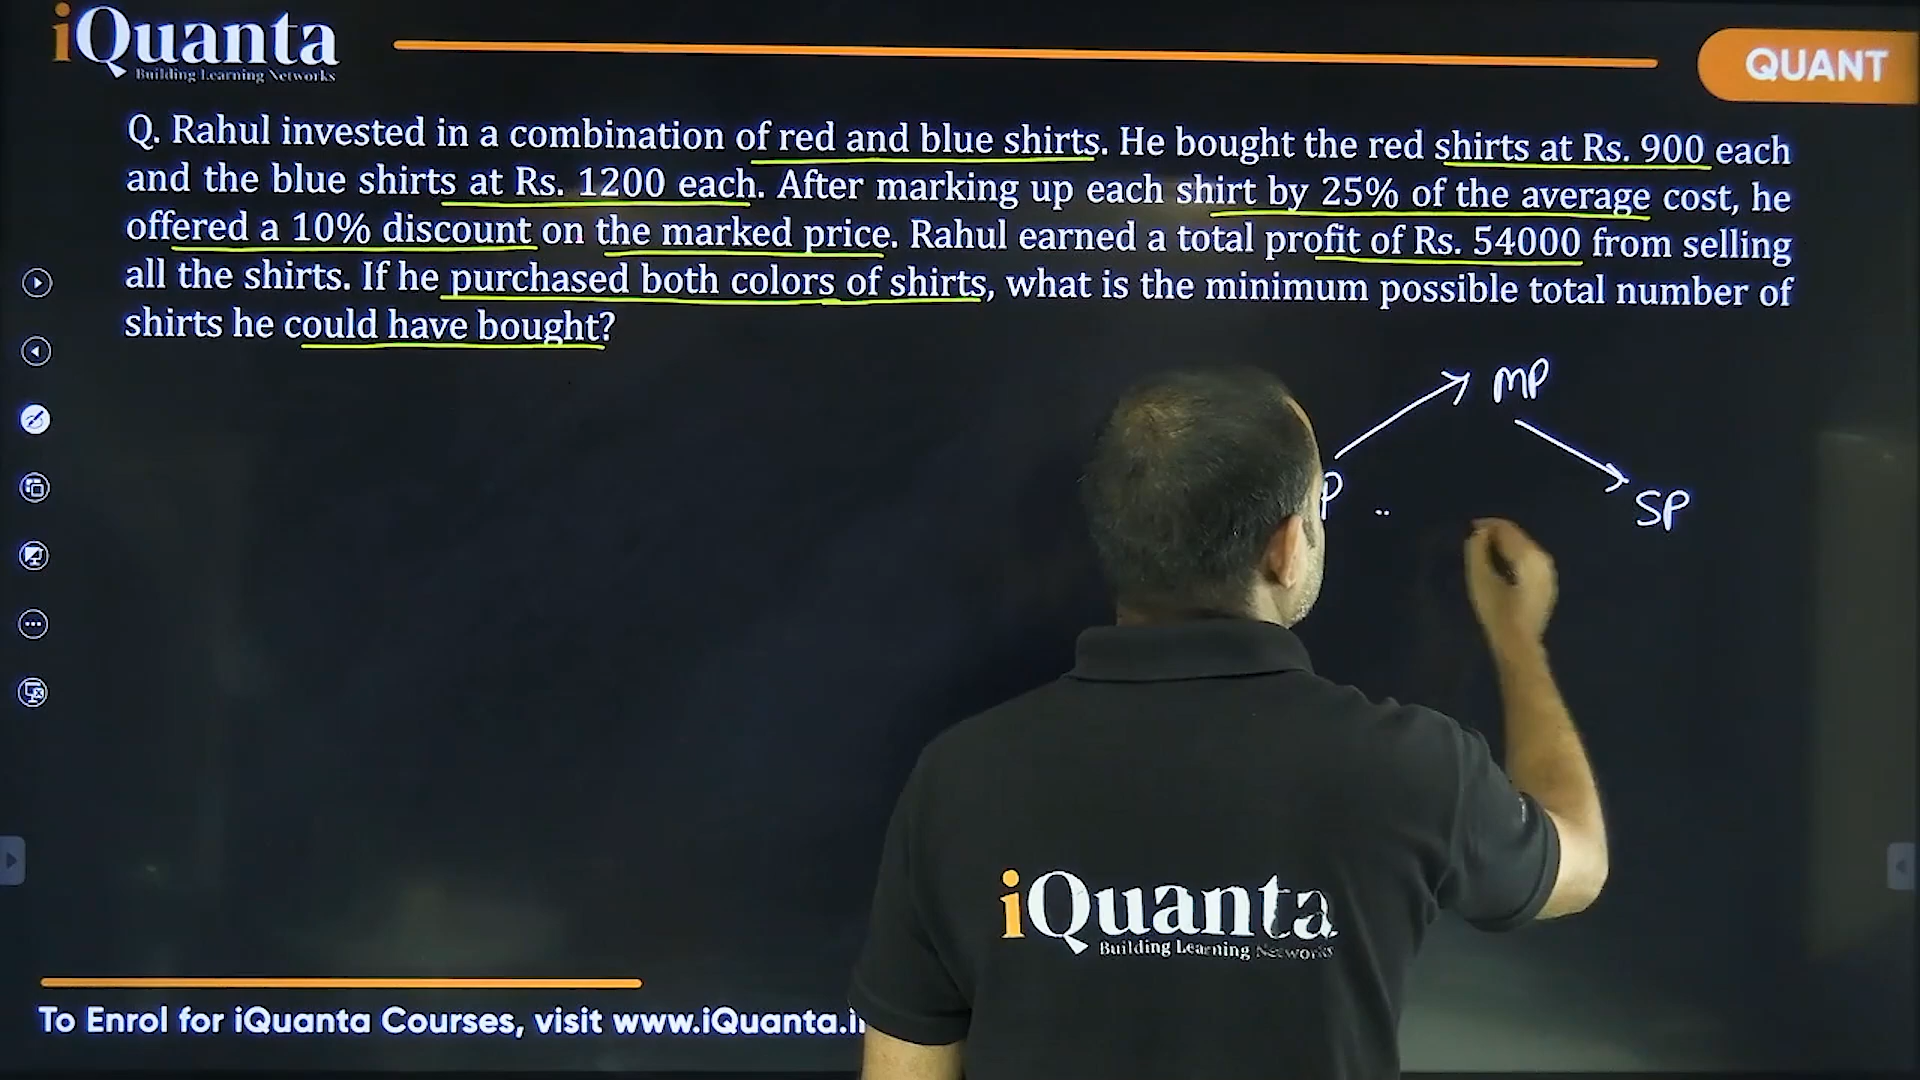 iQuanta
Building Learning Networks
QUANT
Q. Rahul invested in a combination of red and blue shirts. He bought the red shirts at Rs. 900 each
and the blue shirts at Rs. 1200 each. After marking up each shirt by 25% of the average cost, he
offered a 10% discount on the marked price. Rahul earned a total profit of Rs. 54000 from selling
all the shirts. If he purchased both colors of shirts, what is the minimum possible total number of
shirts he could have bought?
MP
P ..
SP
iQuanta
Building Learning Networks
To Enrol for iQuanta Courses, visit www.iQuanta.i